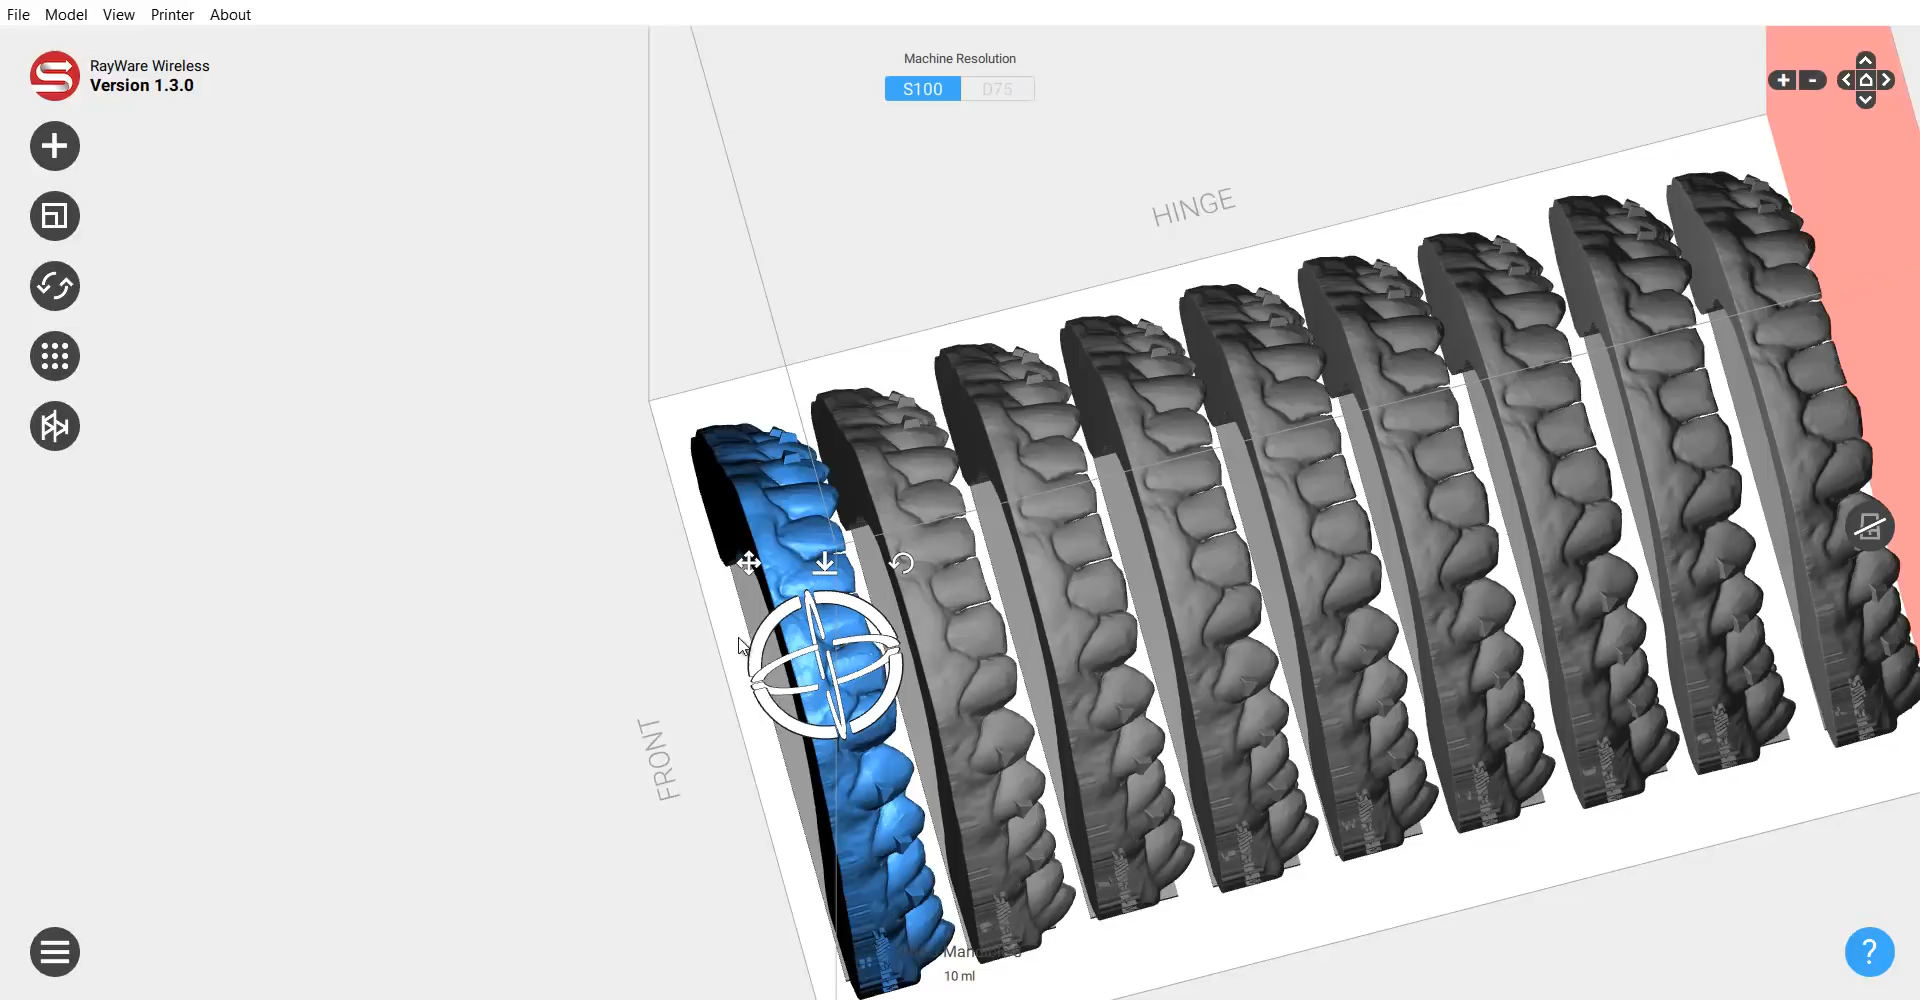 File Model View Printer About
RayWare Wireless
Version 1.3.0
Machine Resolution
S100 D75
HINGE
FRONT
10 ml
?